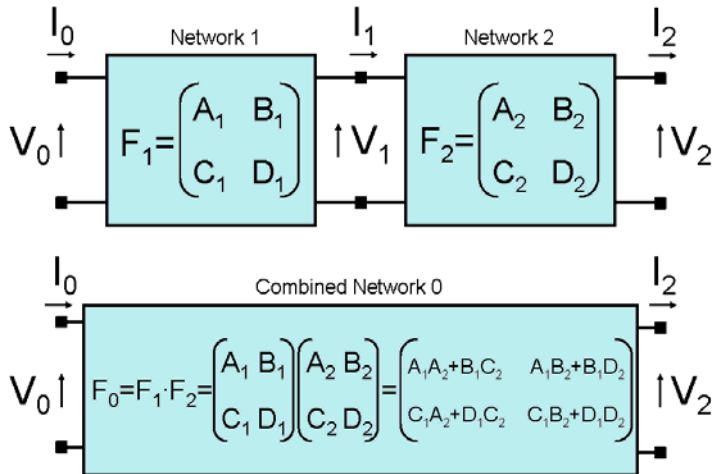 I₀ Network 1 I₁ Network 2 I₂
V₀ F₁= A₁ B₁ V₁ F₂= A₂ B₂ V₂
C₁ D₁ C₂ D₂
I₀ Combined Network 0 I₂
V₀ F₀=F₁·F₂= A₁ B₁ A₂ B₂ = A₁A₂+B₁C₂ A₁B₂+B₁D₂ V₂
C₁ D₁ C₂ D₂ C₁A₂+D₁C₂ C₁B₂+D₁D₂